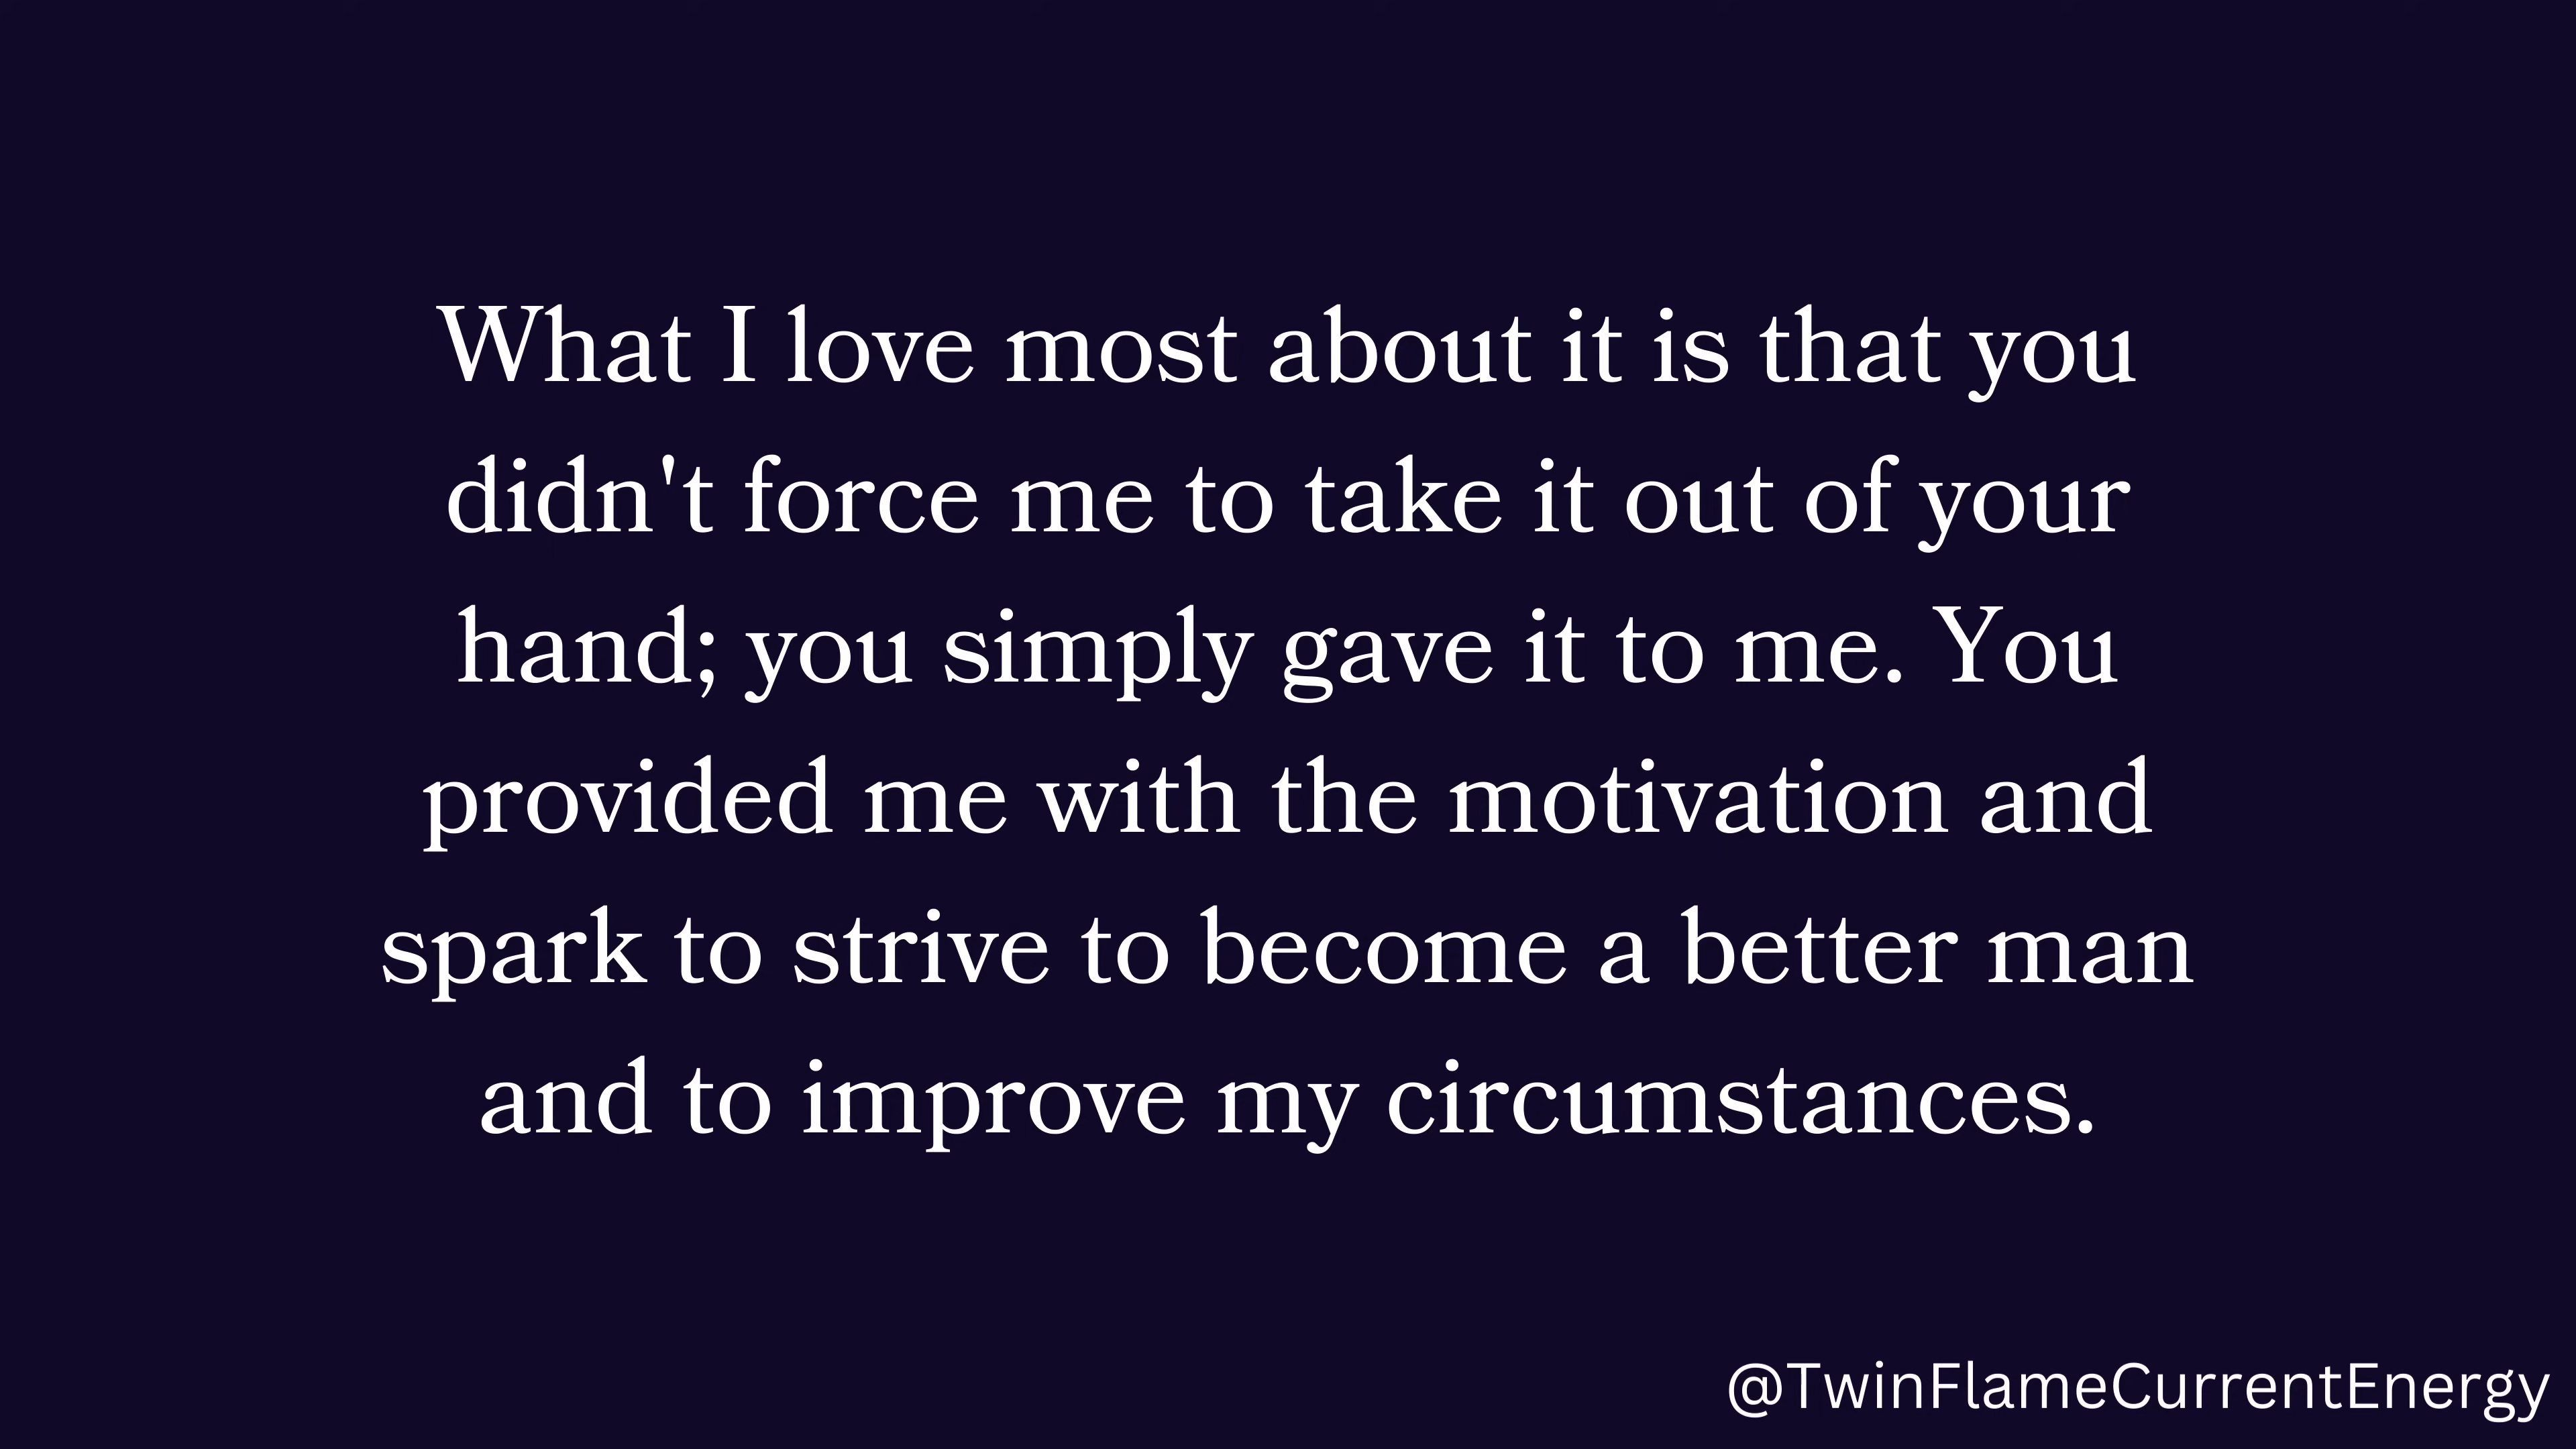 What I love most about it is that you
didn't force me to take it out of your
hand; you simply gave it to me. You
provided me with the motivation and
spark to strive to become a better man
and to improve my circumstances.
@TwinFlameCurrentEnergy